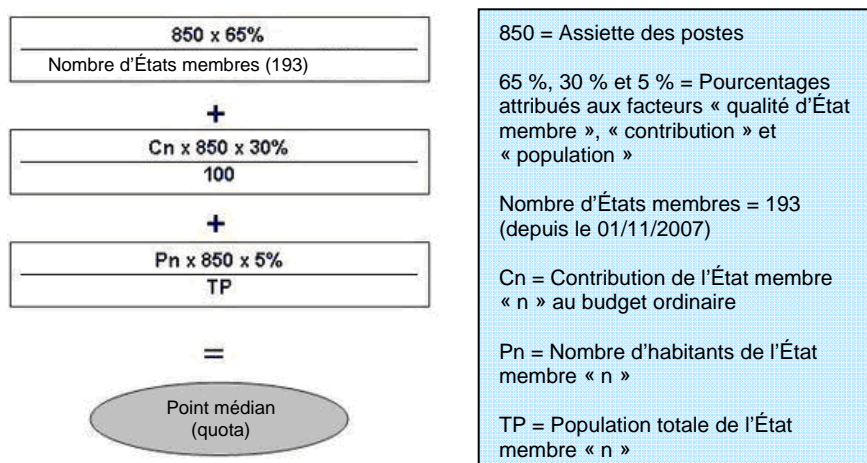 850 x 65%
Nombre d'États membres (193)
+
Cn x 850 x 30%
100
+
Pn x 850 x 5%
TP
=
Point médian
(quota)
850 = Assiette des postes
65 %, 30 % et 5 % = Pourcentages
attribués aux facteurs « qualité d'État
membre », « contribution » et
« population »
Nombre d'États membres = 193
(depuis le 01/11/2007)
Cn = Contribution de l'État membre
« n » au budget ordinaire
Pn = Nombre d'habitants de l'État
membre « n »
TP = Population totale de l'État
membre « n »